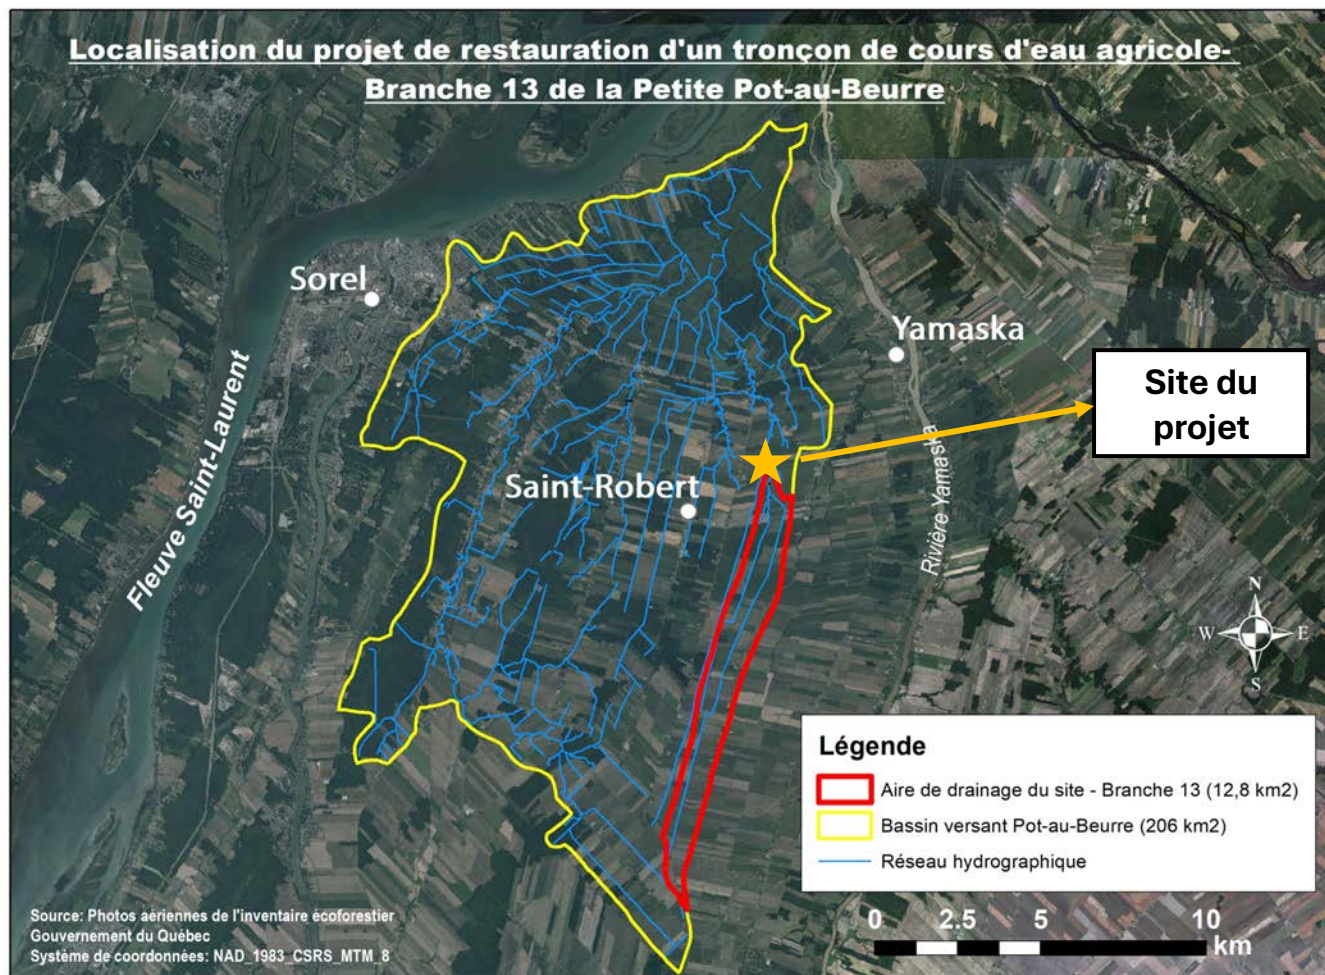 Localisation du projet de restauration d'un tronçon de cours d'eau agricole-
Branche 13 de la Petite Pot-au-Beurre
Sorel
Yamaska
Site du
projet
Saint-Robert
Fleuve Saint-Laurent
Rivière Yamaska
N
W
E
S
Légende
Aire de drainage du site - Branche 13 (12,8 km2)
Bassin versant Pot-au-Beurre (206 km2)
Réseau hydrographique
Source: Photos aériennes de l'inventaire écoforestier
Gouvernement du Québec
Système de coordonnées: NAD_1983_CSRS_MTM_8
0 2.5 5 10
km